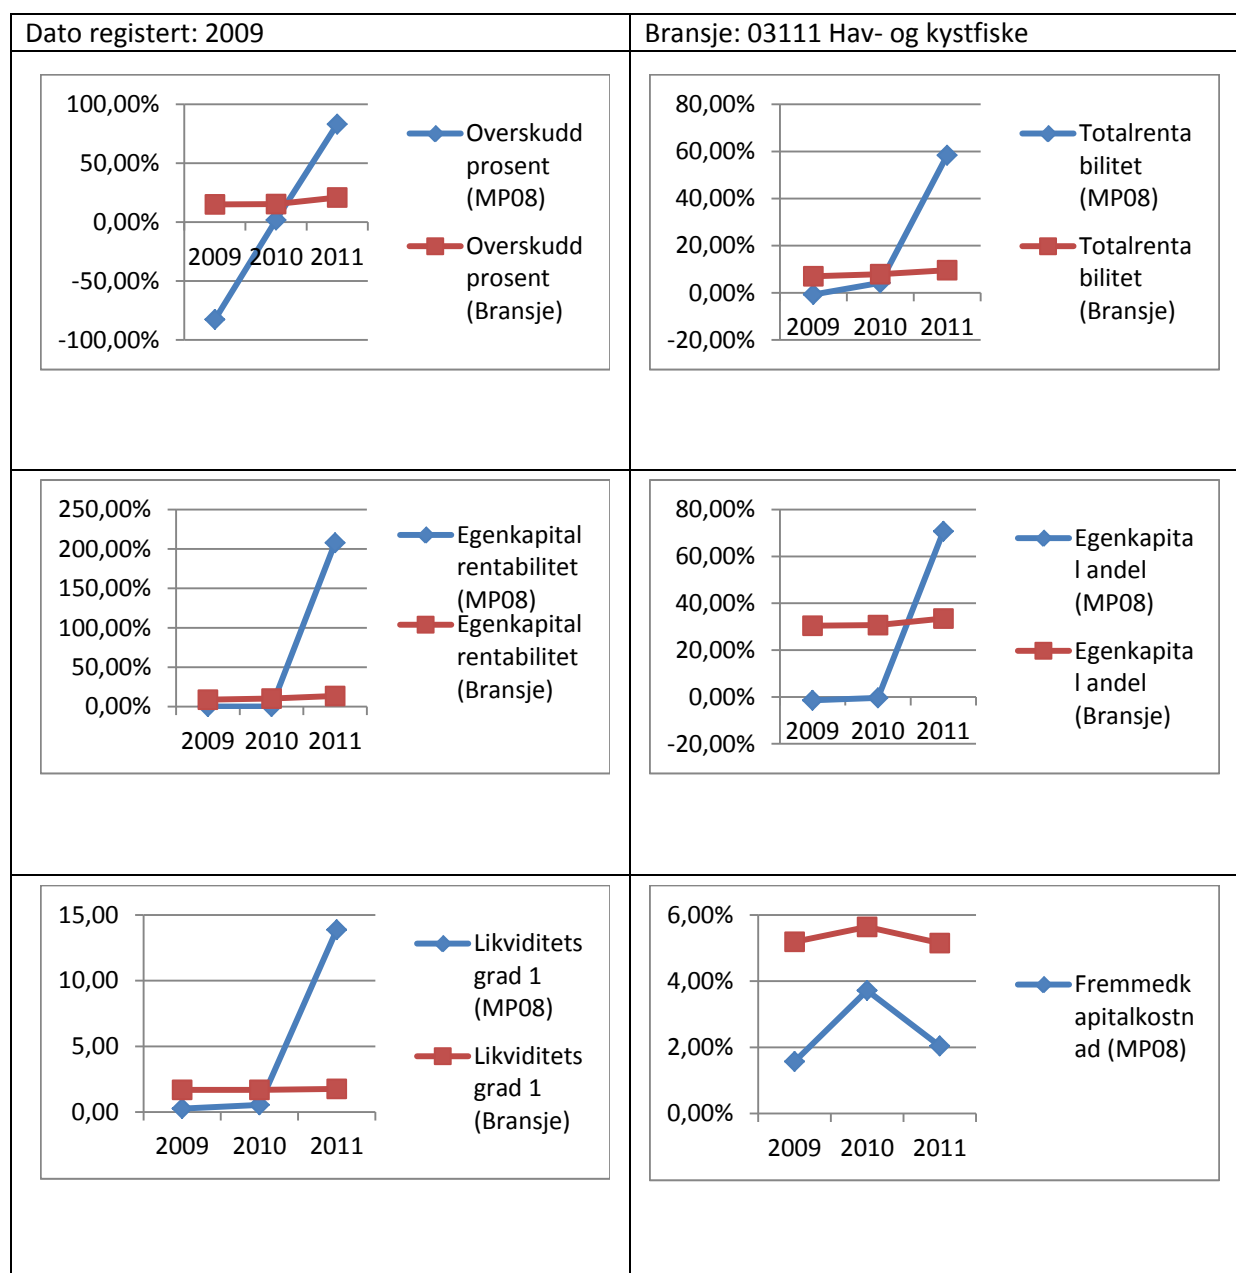 Dato registert: 2009
Bransje: 03111 Hav- og kystfiske
100,00%
50,00%
0,00%
-50,00%
-100,00%
2009 2010 2011
Overskudd
prosent
(MP08)
Overskudd
prosent
(Bransje)
80,00%
60,00%
40,00%
20,00%
0,00%
-20,00%
2009 2010 2011
Totalrenta
bilitet
(MP08)
Totalrenta
bilitet
(Bransje)
250,00%
200,00%
150,00%
100,00%
50,00%
0,00%
2009 2010 2011
Egenkapital
rentabilitet
(MP08)
Egenkapital
rentabilitet
(Bransje)
80,00%
60,00%
40,00%
20,00%
0,00%
-20,00%
2009 2010 2011
Egenkapita
l andel
(MP08)
Egenkapita
l andel
(Bransje)
15,00
10,00
5,00
0,00
2009 2010 2011
Likviditets
grad 1
(MP08)
Likviditets
grad 1
(Bransje)
6,00%
4,00%
2,00%
0,00%
2009 2010 2011
Fremmedk
apitalkostn
ad (MP08)